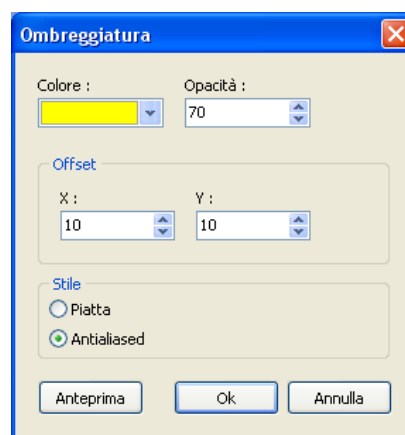 Ombreggiatura
Colore : Opacità :
70
Offset
X : Y :
10 10
Stile
Piatta
Antialiased
Anteprima Ok Annulla